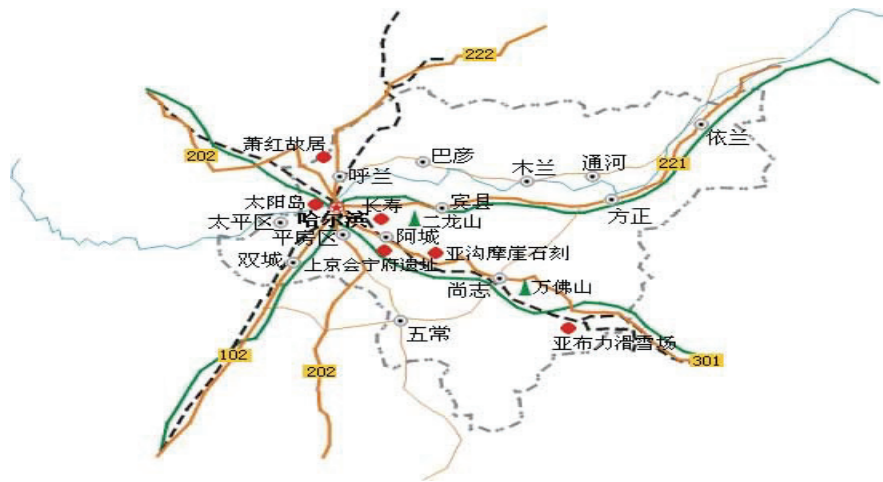 222
萧红故居
202
呼兰
巴彦
木兰
通河
依兰
221
太阳岛
长寿
宾县
方正
太平区
哈尔滨
二龙山
平房区
阿城
双城
上京会宁府遗址
亚沟摩崖石刻
尚志
万佛山
五常
亚布力滑雪场
102
202
301